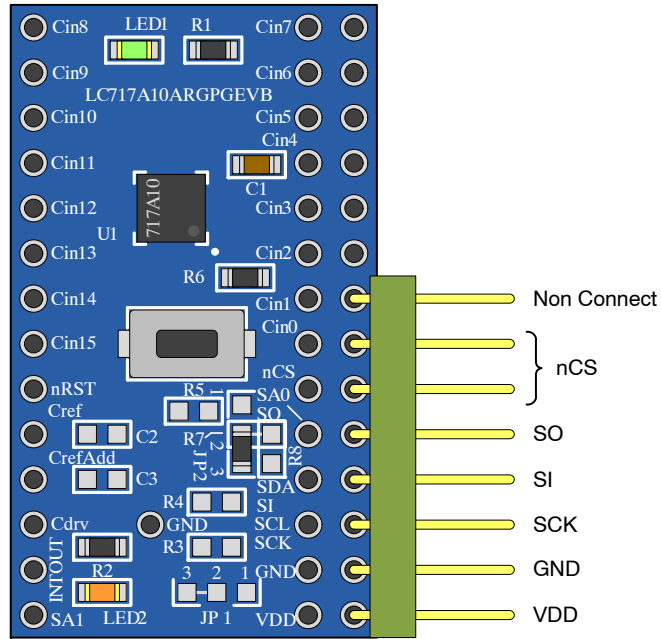 LED1 R1
Cin8 Cin7
Cin9 Cin6
LC717A10ARGPGEVB
Cin10 Cin5
Cin4
Cin11
C1
717A10
Cin12 Cin3
U1
Cin13 Cin2
R6
Cin14 Cin1
Non Connect
Cin0
Cin15
nCS
nCS
nRST R5 1 SA0
Cref SO
C2 R7 2 R8
SO
CrefAdd JP2 3
C3 SDA
SI
R4 SI
Cdrv GND SCL
SCK
R3 SCK
INTOUT
R2 3 2 1 GND
GND
SA1 LED2 JP 1 VDD
VDD